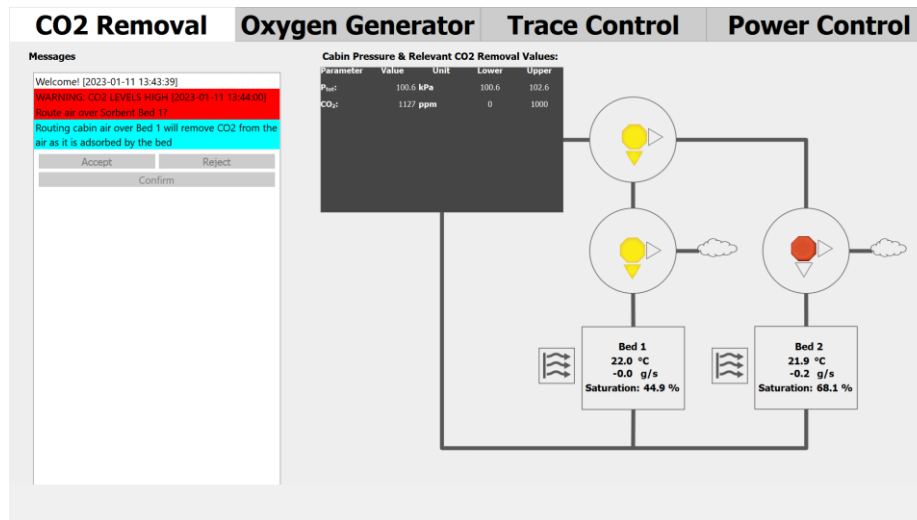 CO2 Removal Oxygen Generator Trace Control Power Control
Messages
Welcome! [2023-01-11 13:43:39]
WARNING: CO2 LEVELS HIGH [2023-01-11 13:44:00]
Route air over Sorbent Bed 1?
Routing cabin air over Bed 1 will remove CO2 from the
air as it is adsorbed by the bed
Accept Reject
Confirm
Cabin Pressure & Relevant CO2 Removal Values:
Parameter Value Unit Lower Upper
Pₜₒₜ: 100.6 kPa 100.6 102.6
CO₂: 1127 ppm 0 1000
Bed 1
22.0 °C
-0.0 g/s
Saturation: 44.9 %
Bed 2
21.9 °C
-0.2 g/s
Saturation: 68.1 %